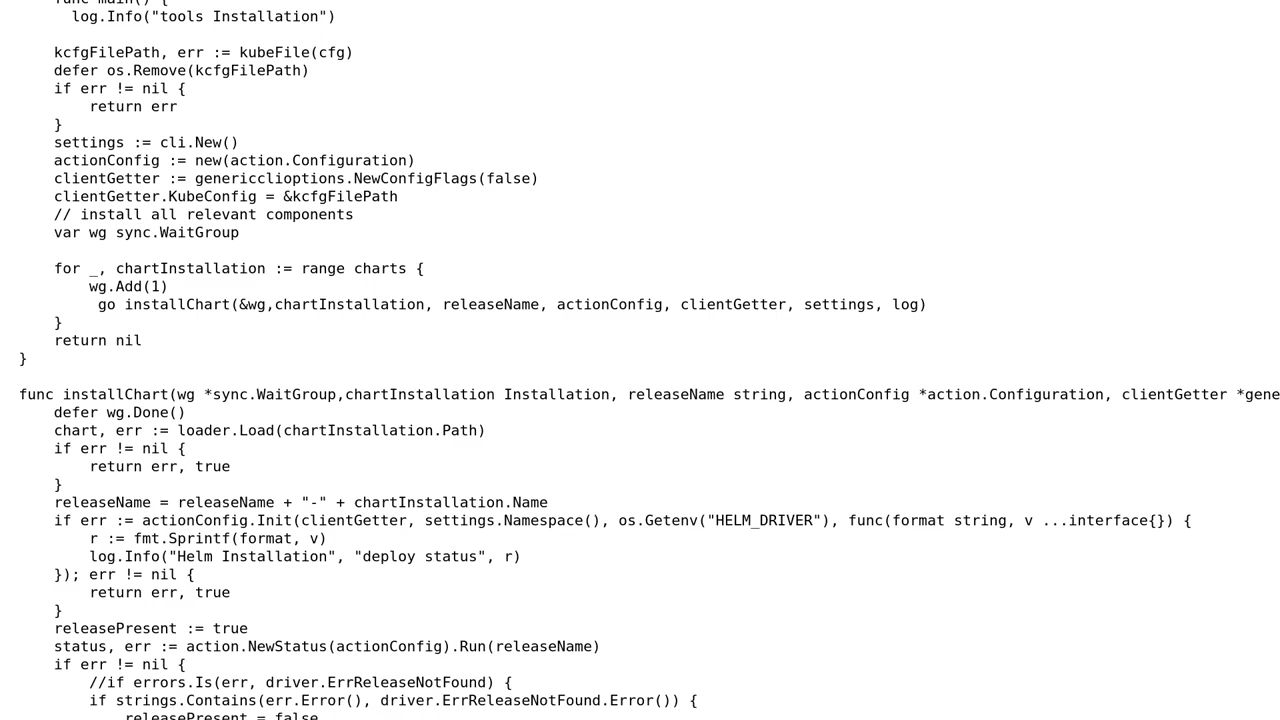 func main() {
log.Info("tools Installation")
kcfgFilePath, err := kubeFile(cfg)
defer os.Remove(kcfgFilePath)
if err != nil {
return err
}
settings := cli.New()
actionConfig := new(action.Configuration)
clientGetter := genericclioptions.NewConfigFlags(false)
clientGetter.KubeConfig = &kcfgFilePath
// install all relevant components
var wg sync.WaitGroup
for _, chartInstallation := range charts {
wg.Add(1)
go installChart(&wg,chartInstallation, releaseName, actionConfig, clientGetter, settings, log)
}
return nil
}
func installChart(wg *sync.WaitGroup,chartInstallation Installation, releaseName string, actionConfig *action.Configuration, clientGetter *gene
defer wg.Done()
chart, err := loader.Load(chartInstallation.Path)
if err != nil {
return err, true
}
releaseName = releaseName + "-" + chartInstallation.Name
if err := actionConfig.Init(clientGetter, settings.Namespace(), os.Getenv("HELM_DRIVER"), func(format string, v ...interface{}) {
r := fmt.Sprintf(format, v)
log.Info("Helm Installation", "deploy status", r)
}); err != nil {
return err, true
}
releasePresent := true
status, err := action.NewStatus(actionConfig).Run(releaseName)
if err != nil {
//if errors.Is(err, driver.ErrReleaseNotFound) {
if strings.Contains(err.Error(), driver.ErrReleaseNotFound.Error()) {
releasePresent = false